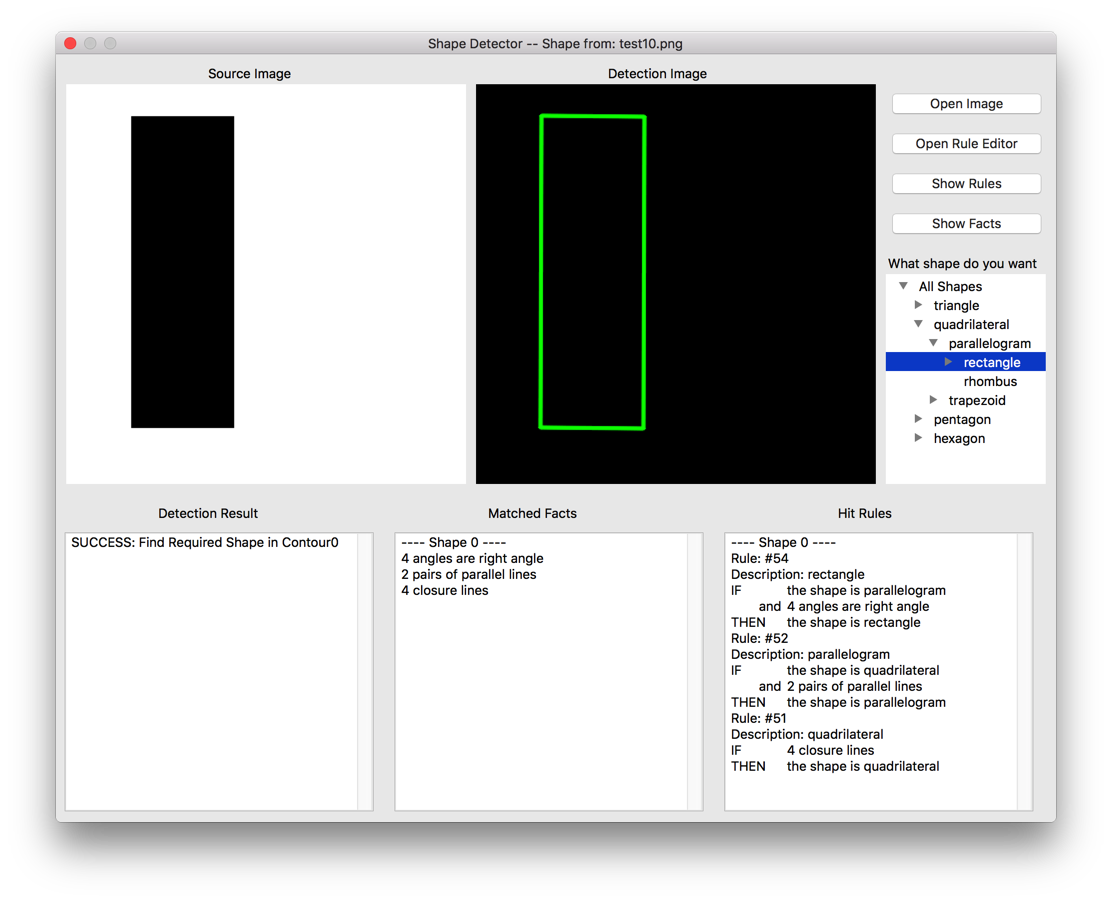 Shape Detector -- Shape from: test10.png
Source Image
Detection Image
Open Image
Open Rule Editor
Show Rules
Show Facts
What shape do you want
All Shapes
triangle
quadrilateral
parallelogram
rectangle
rhombus
trapezoid
pentagon
hexagon
Detection Result
SUCCESS: Find Required Shape in Contour0
Matched Facts
---- Shape 0 ----
4 angles are right angle
2 pairs of parallel lines
4 closure lines
Hit Rules
---- Shape 0 ----
Rule: #54
Description: rectangle
IF the shape is parallelogram
and 4 angles are right angle
THEN the shape is rectangle
Rule: #52
Description: parallelogram
IF the shape is quadrilateral
and 2 pairs of parallel lines
THEN the shape is parallelogram
Rule: #51
Description: quadrilateral
IF 4 closure lines
THEN the shape is quadrilateral